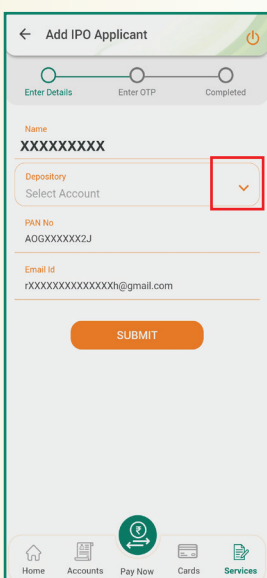 Add IPO Applicant
Enter Details Enter OTP Completed
Name
XXXXXXXXX
Depository
Select Account
PAN No
AOGXXXXXX2J
Email Id
rXXXXXXXXXXXXXXh@gmail.com
SUBMIT
Home Accounts Pay Now Cards Services